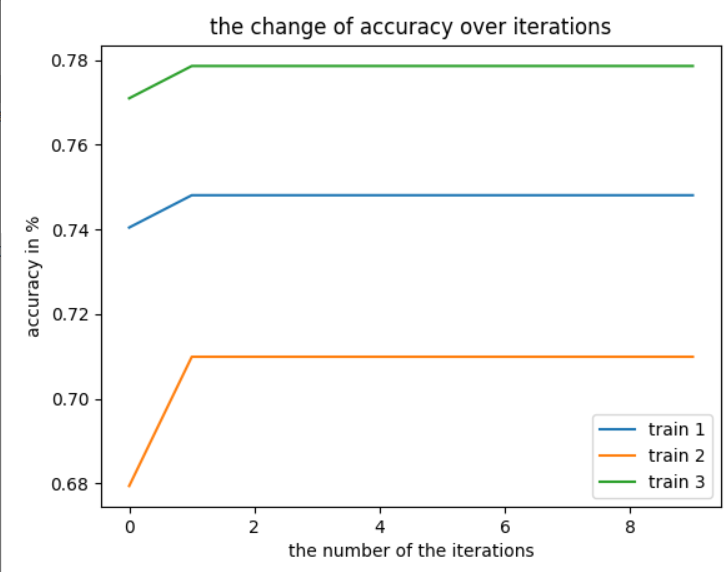 the change of accuracy over iterations
0.78
0.76
0.74
0.72
0.70
0.68
accuracy in %
train 1
train 2
train 3
0 2 4 6 8
the number of the iterations